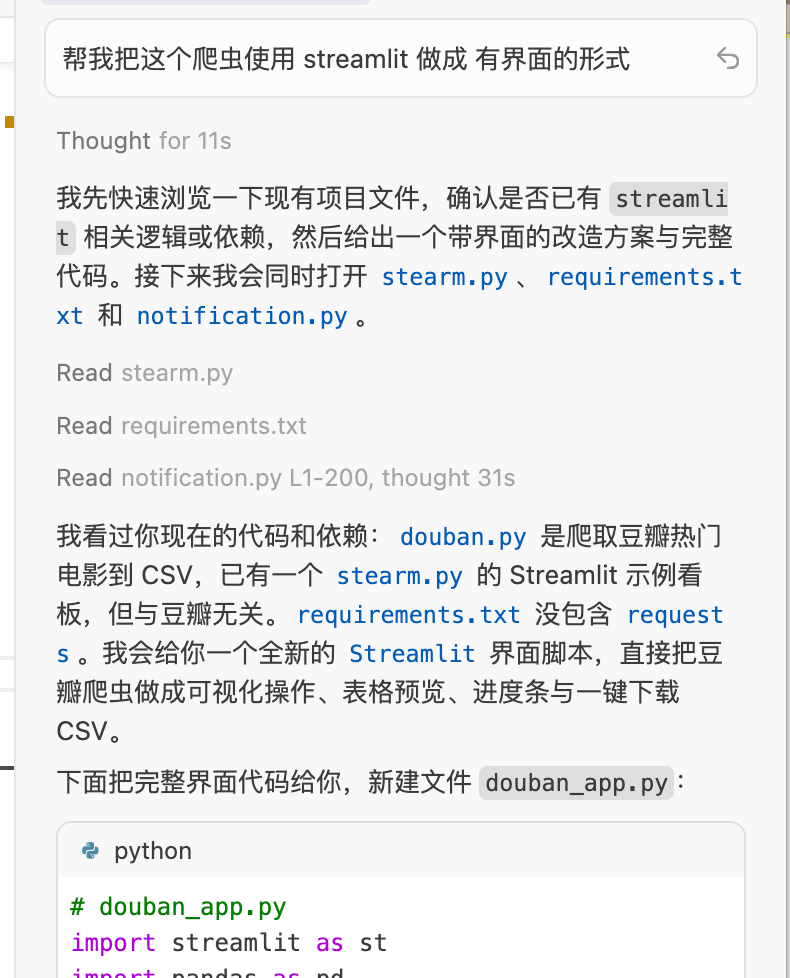 帮我把这个爬虫使用 streamlit 做成 有界面的形式
Thought for 11s
我先快速浏览一下现有项目文件，确认是否已有 streamli
t 相关逻辑或依赖，然后给出一个带界面的改造方案与完整
代码。接下来我会同时打开 stearm.py 、 requirements.t
xt 和 notification.py 。
Read stearm.py
Read requirements.txt
Read notification.py L1-200, thought 31s
我看过你现在的代码和依赖： douban.py 是爬取豆瓣热门
电影到 CSV，已有一个 stearm.py 的 Streamlit 示例看
板，但与豆瓣无关。 requirements.txt 没包含 request
s 。我会给你一个全新的 Streamlit 界面脚本，直接把豆
瓣爬虫做成可视化操作、表格预览、进度条与一键下载
CSV。
下面把完整界面代码给你，新建文件 douban_app.py：
python
# douban_app.py
import streamlit as st
import pandas as pd